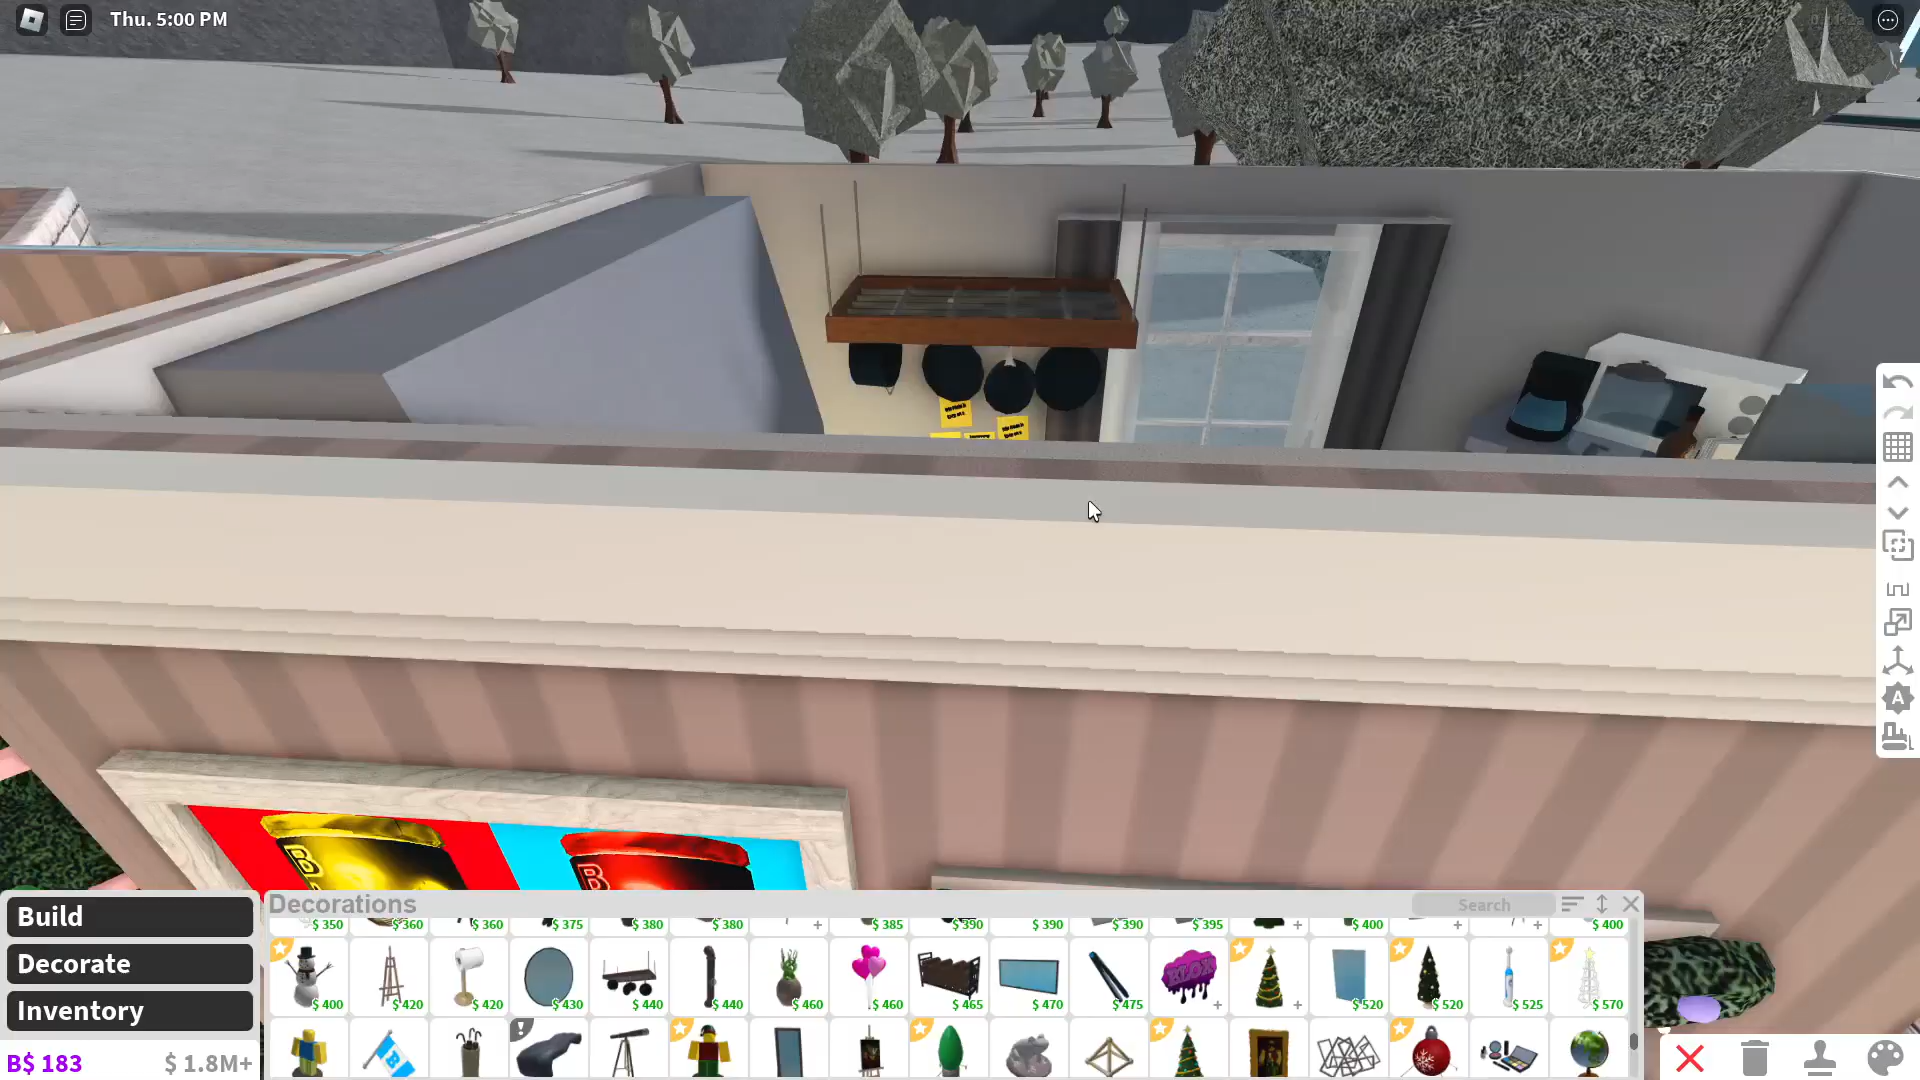 Thu. 5:00 PM
Build
Decorate
Inventory
B$ 183
$ 1.8M+
Decorations
Search
$ 350
$ 360
$ 360
$ 375
$ 380
$ 380
+
$ 385
$ 390
$ 390
$ 390
$ 395
+
$ 400
+
+
$ 400
$ 400
$ 420
$ 420
$ 430
$ 440
$ 440
$ 460
$ 460
$ 465
$ 470
$ 475
BLOX
+
+
$ 520
$ 520
$ 525
$ 570
!
B
A
B
B